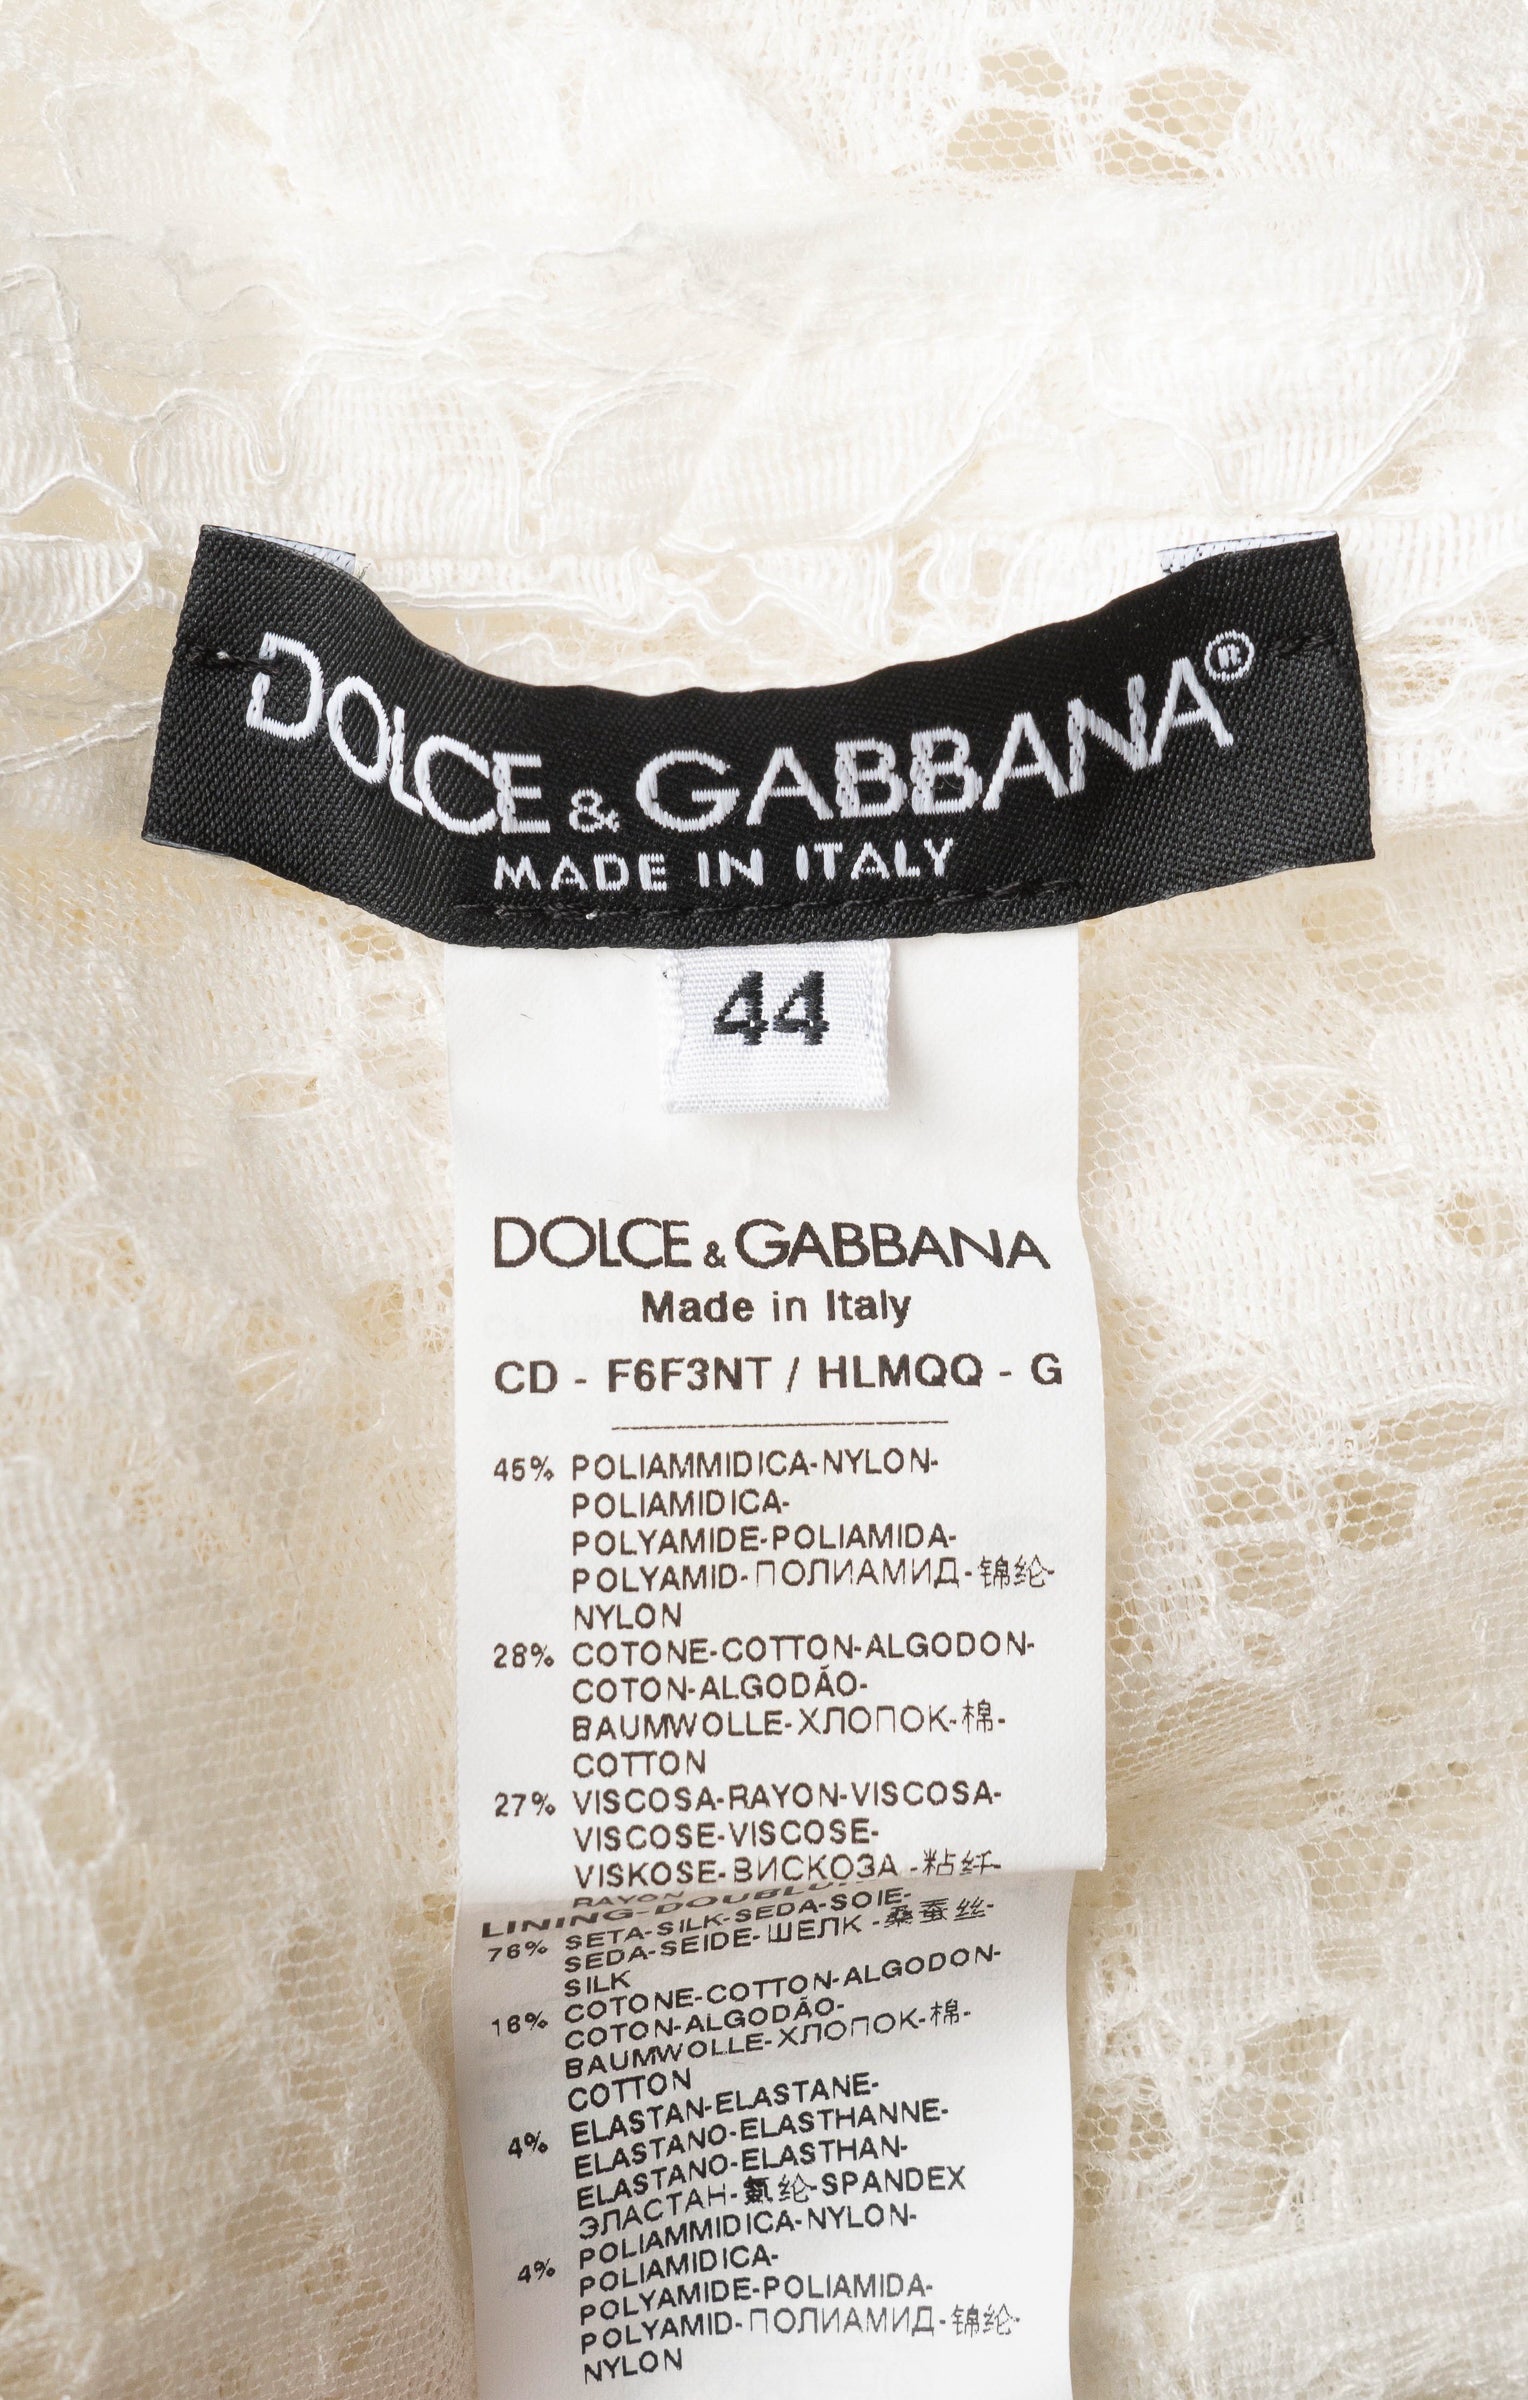 DOLCE & GABBANA®
MADE IN ITALY
44
DOLCE & GABBANA
Made in Italy
CD - F6F3NT / HLMQQ - G
45% POLIAMMIDICA-NYLON-
POLIAMIDICA-
POLYAMIDE-POLIAMIDA-
POLYAMID-ПОЛИАМИД-锦纶-
NYLON
28% COTONE-COTTON-ALGODON-
COTON-ALGODÃO-
BAUMWOLLE-ХЛОПОК-棉-
COTTON
27% VISCOSA-RAYON-VISCOSA-
VISCOSE-VISCOSE-
VISKOSE-ВИСКОЗА -粘纤-
RAYON
LINING-
76% SETA-SILK-SEDA-SOIE-
SEDA-SEIDE-ШЕЛК -桑蚕丝-
SILK
16% COTONE-COTTON-ALGODON-
COTON-ALGODÃO-
BAUMWOLLE-ХЛОПОК-棉-
COTTON
4% ELASTAN-ELASTANE-
ELASTANO-ELASTHANNE-
ELASTANO-ELASTHAN-
ЭЛАСТАН-氨纶-SPANDEX
4% POLIAMMIDICA-NYLON-
POLIAMIDICA-
POLYAMIDE-POLIAMIDA-
POLYAMID-ПОЛИАМИД-锦纶-
NYLON